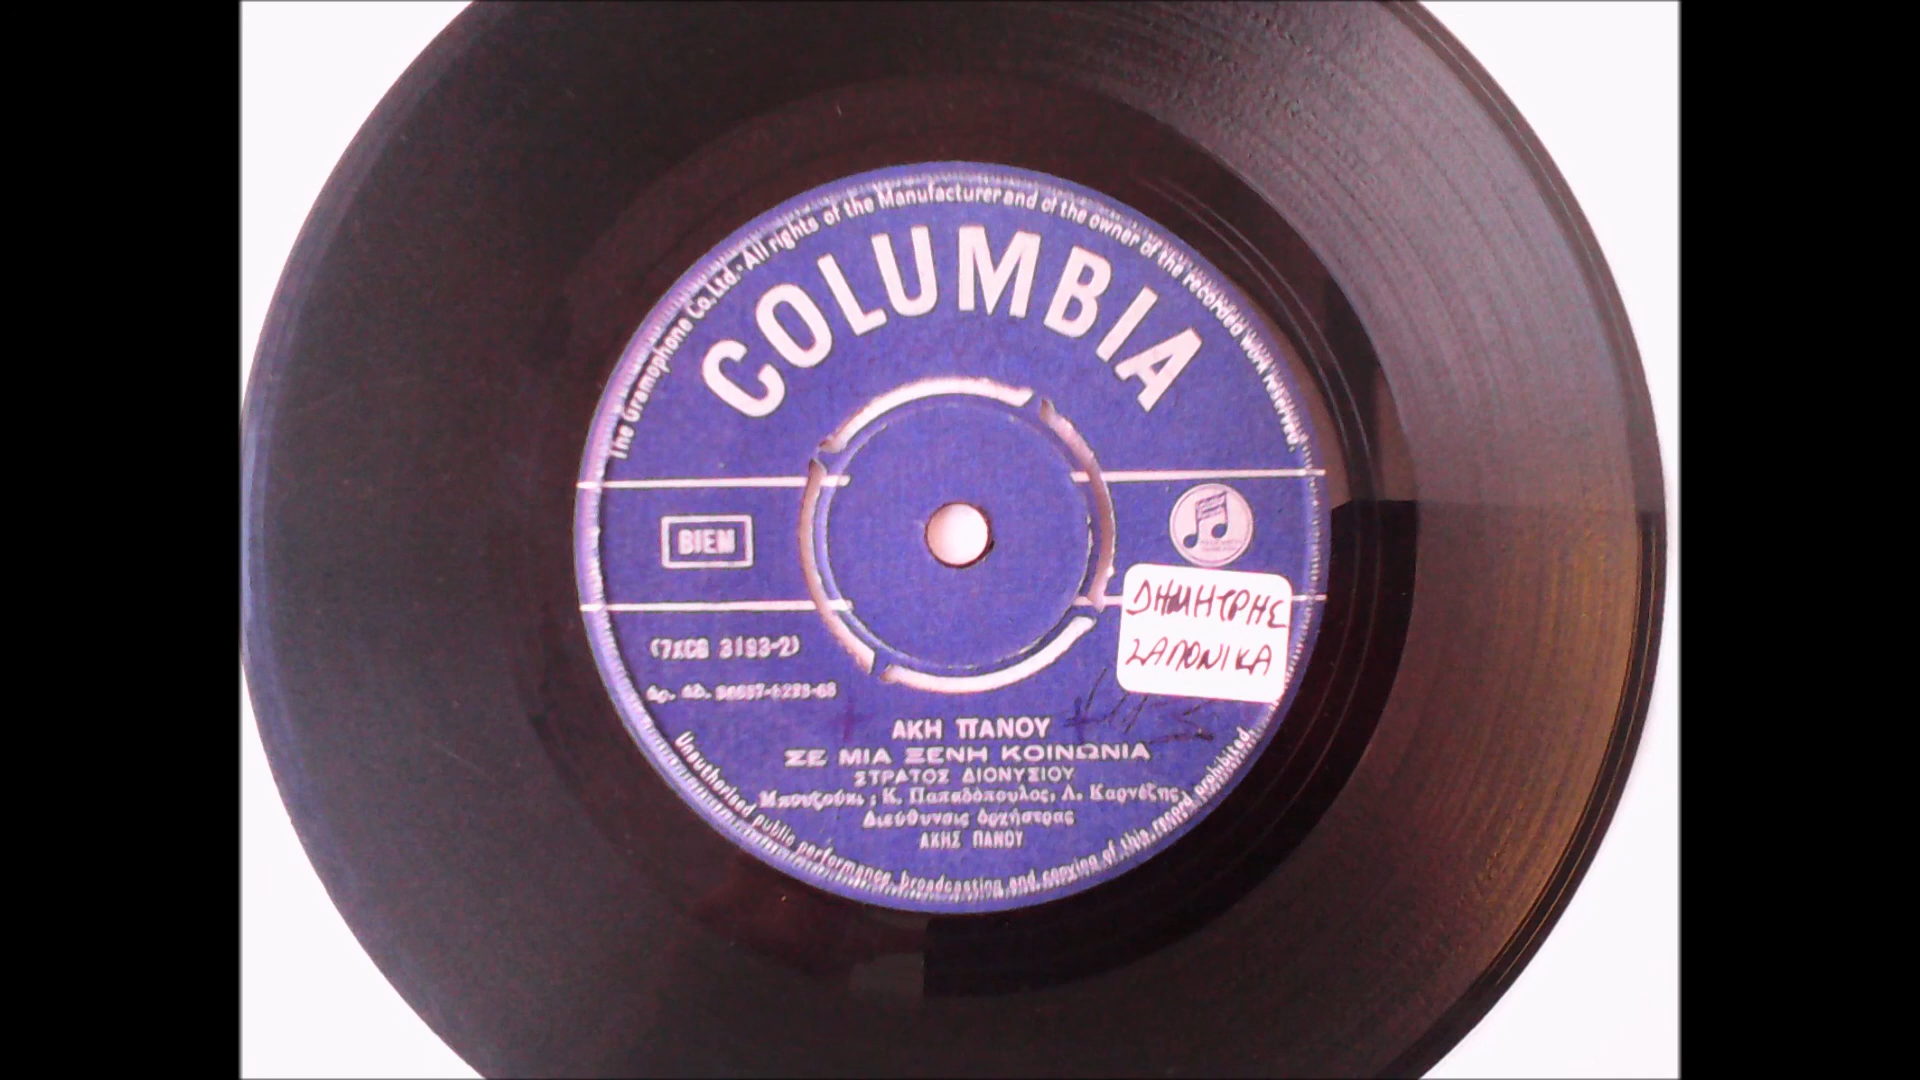 The Gramophone Co. Ltd. · All rights of the Manufacturer and of the owner of the recorded work reserved
COLUMBIA
BIEM
(7XCG 3193-2)
ΔΗΜΗΤΡΗΣ
ΣΑΛΟΝΙΚΑ
ΑΚΗ ΠΑΝΟΥ
ΣΕ ΜΙΑ ΞΕΝΗ ΚΟΙΝΩΝΙΑ
ΣΤΡΑΤΟΣ ΔΙΟΝΥΣΙΟΥ
Μπουζούκι : Κ. Παπαδόπουλος, Λ. Καρνέζης
Διεύθυνσις ὀρχήστρας
ΑΚΗΣ ΠΑΝΟΥ
Unauthorised public performance, broadcasting and copying of this record prohibited